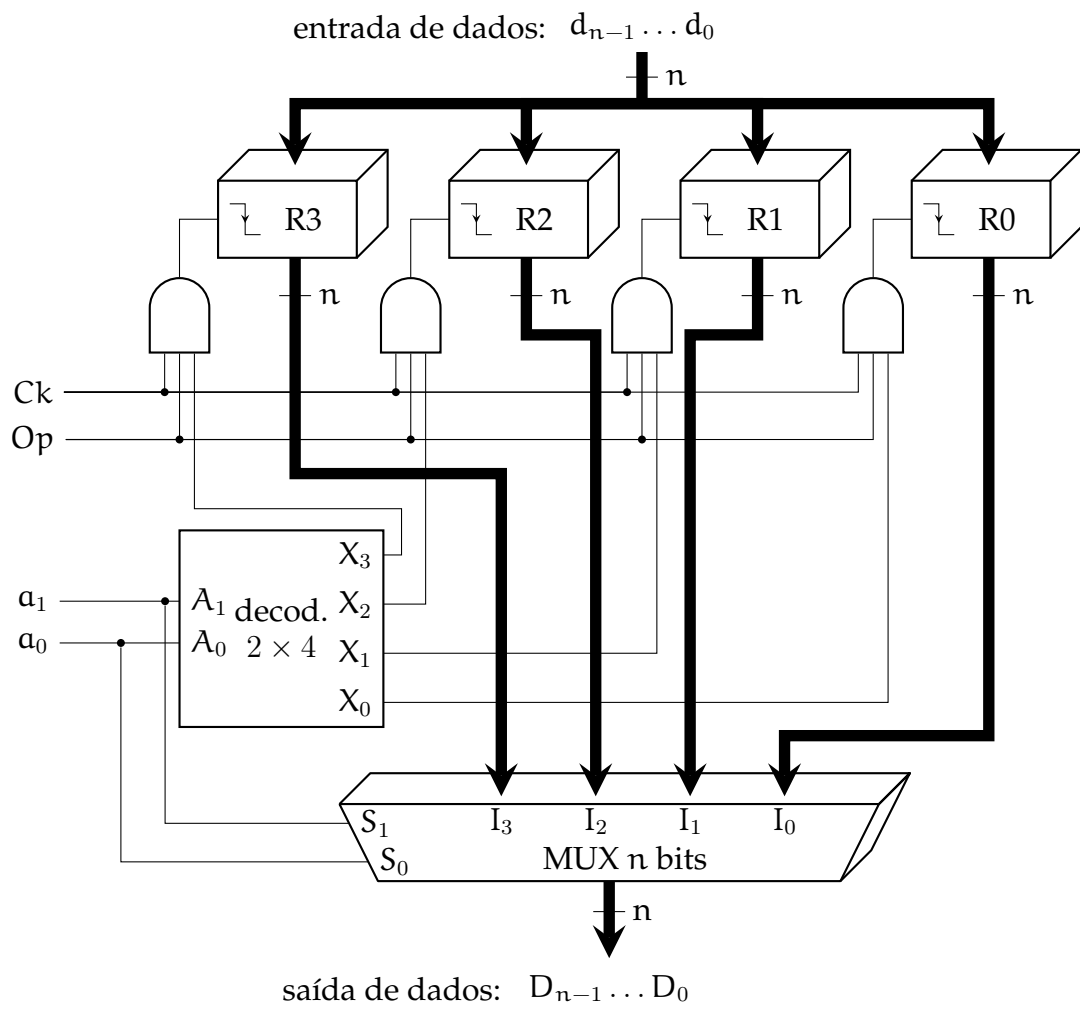 entrada de dados: dₙ₋₁ … d₀
n
R3 R2 R1 R0
n n n n
Ck
Op
X₃
a₁ A₁ decod. X₂
a₀ A₀ 2 × 4 X₁
X₀
S₁ I₃ I₂ I₁ I₀
S₀ MUX n bits
n
saída de dados: Dₙ₋₁ … D₀